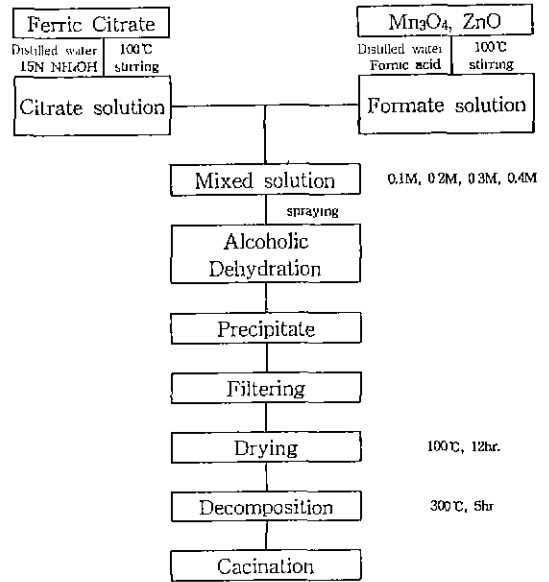 Ferric Citrate
Distilled water 100℃
15N NH₄OH stirring
Citrate solution
Mn₃O₄, ZnO
Distilled water 100℃
Formic acid stirring
Formate solution
Mixed solution 0.1M, 0.2M, 0.3M, 0.4M
spraying
Alcoholic
Dehydration
Precipitate
Filtering
Drying 100℃, 12hr.
Decomposition 300℃, 5hr
Cacination